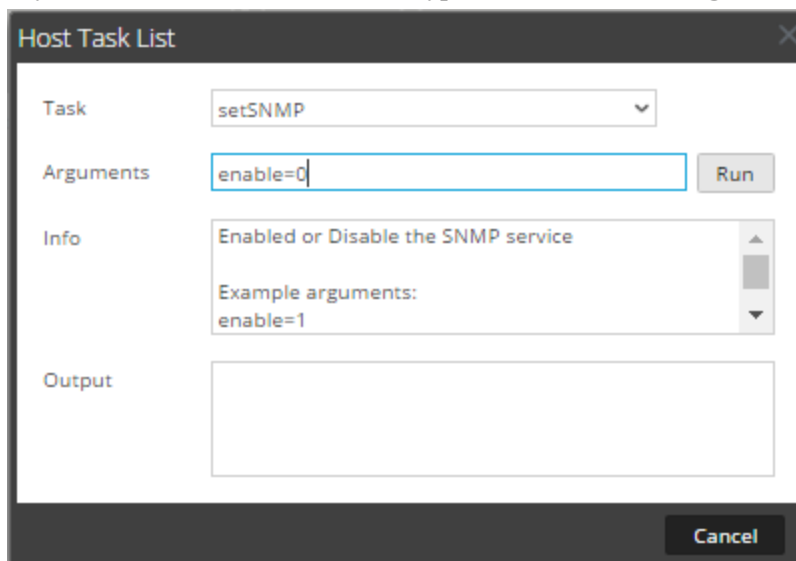 Host Task List
Task
setSNMP
Arguments
enable=0
Run
Info
Enabled or Disable the SNMP service
Example arguments:
enable=1
Output
Cancel